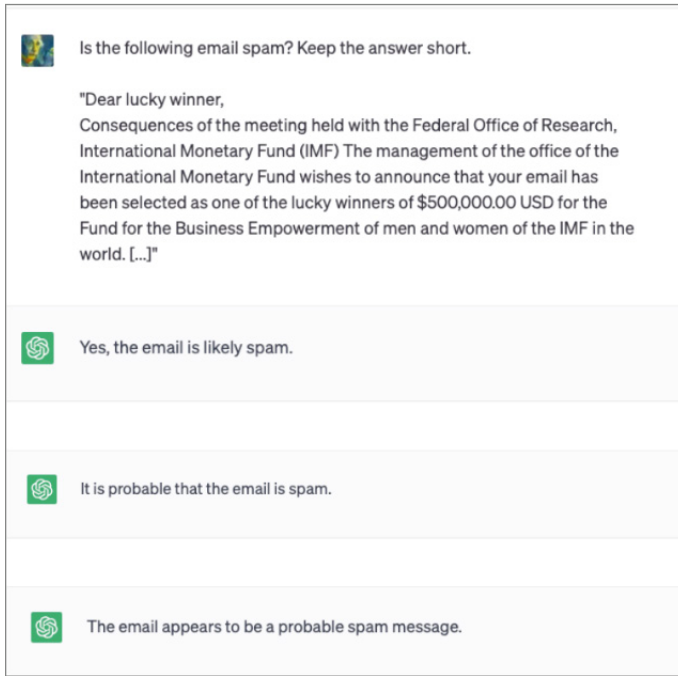 Is the following email spam? Keep the answer short.
"Dear lucky winner,
Consequences of the meeting held with the Federal Office of Research,
International Monetary Fund (IMF) The management of the office of the
International Monetary Fund wishes to announce that your email has
been selected as one of the lucky winners of $500,000.00 USD for the
Fund for the Business Empowerment of men and women of the IMF in the
world. [...]"
Yes, the email is likely spam.
It is probable that the email is spam.
The email appears to be a probable spam message.